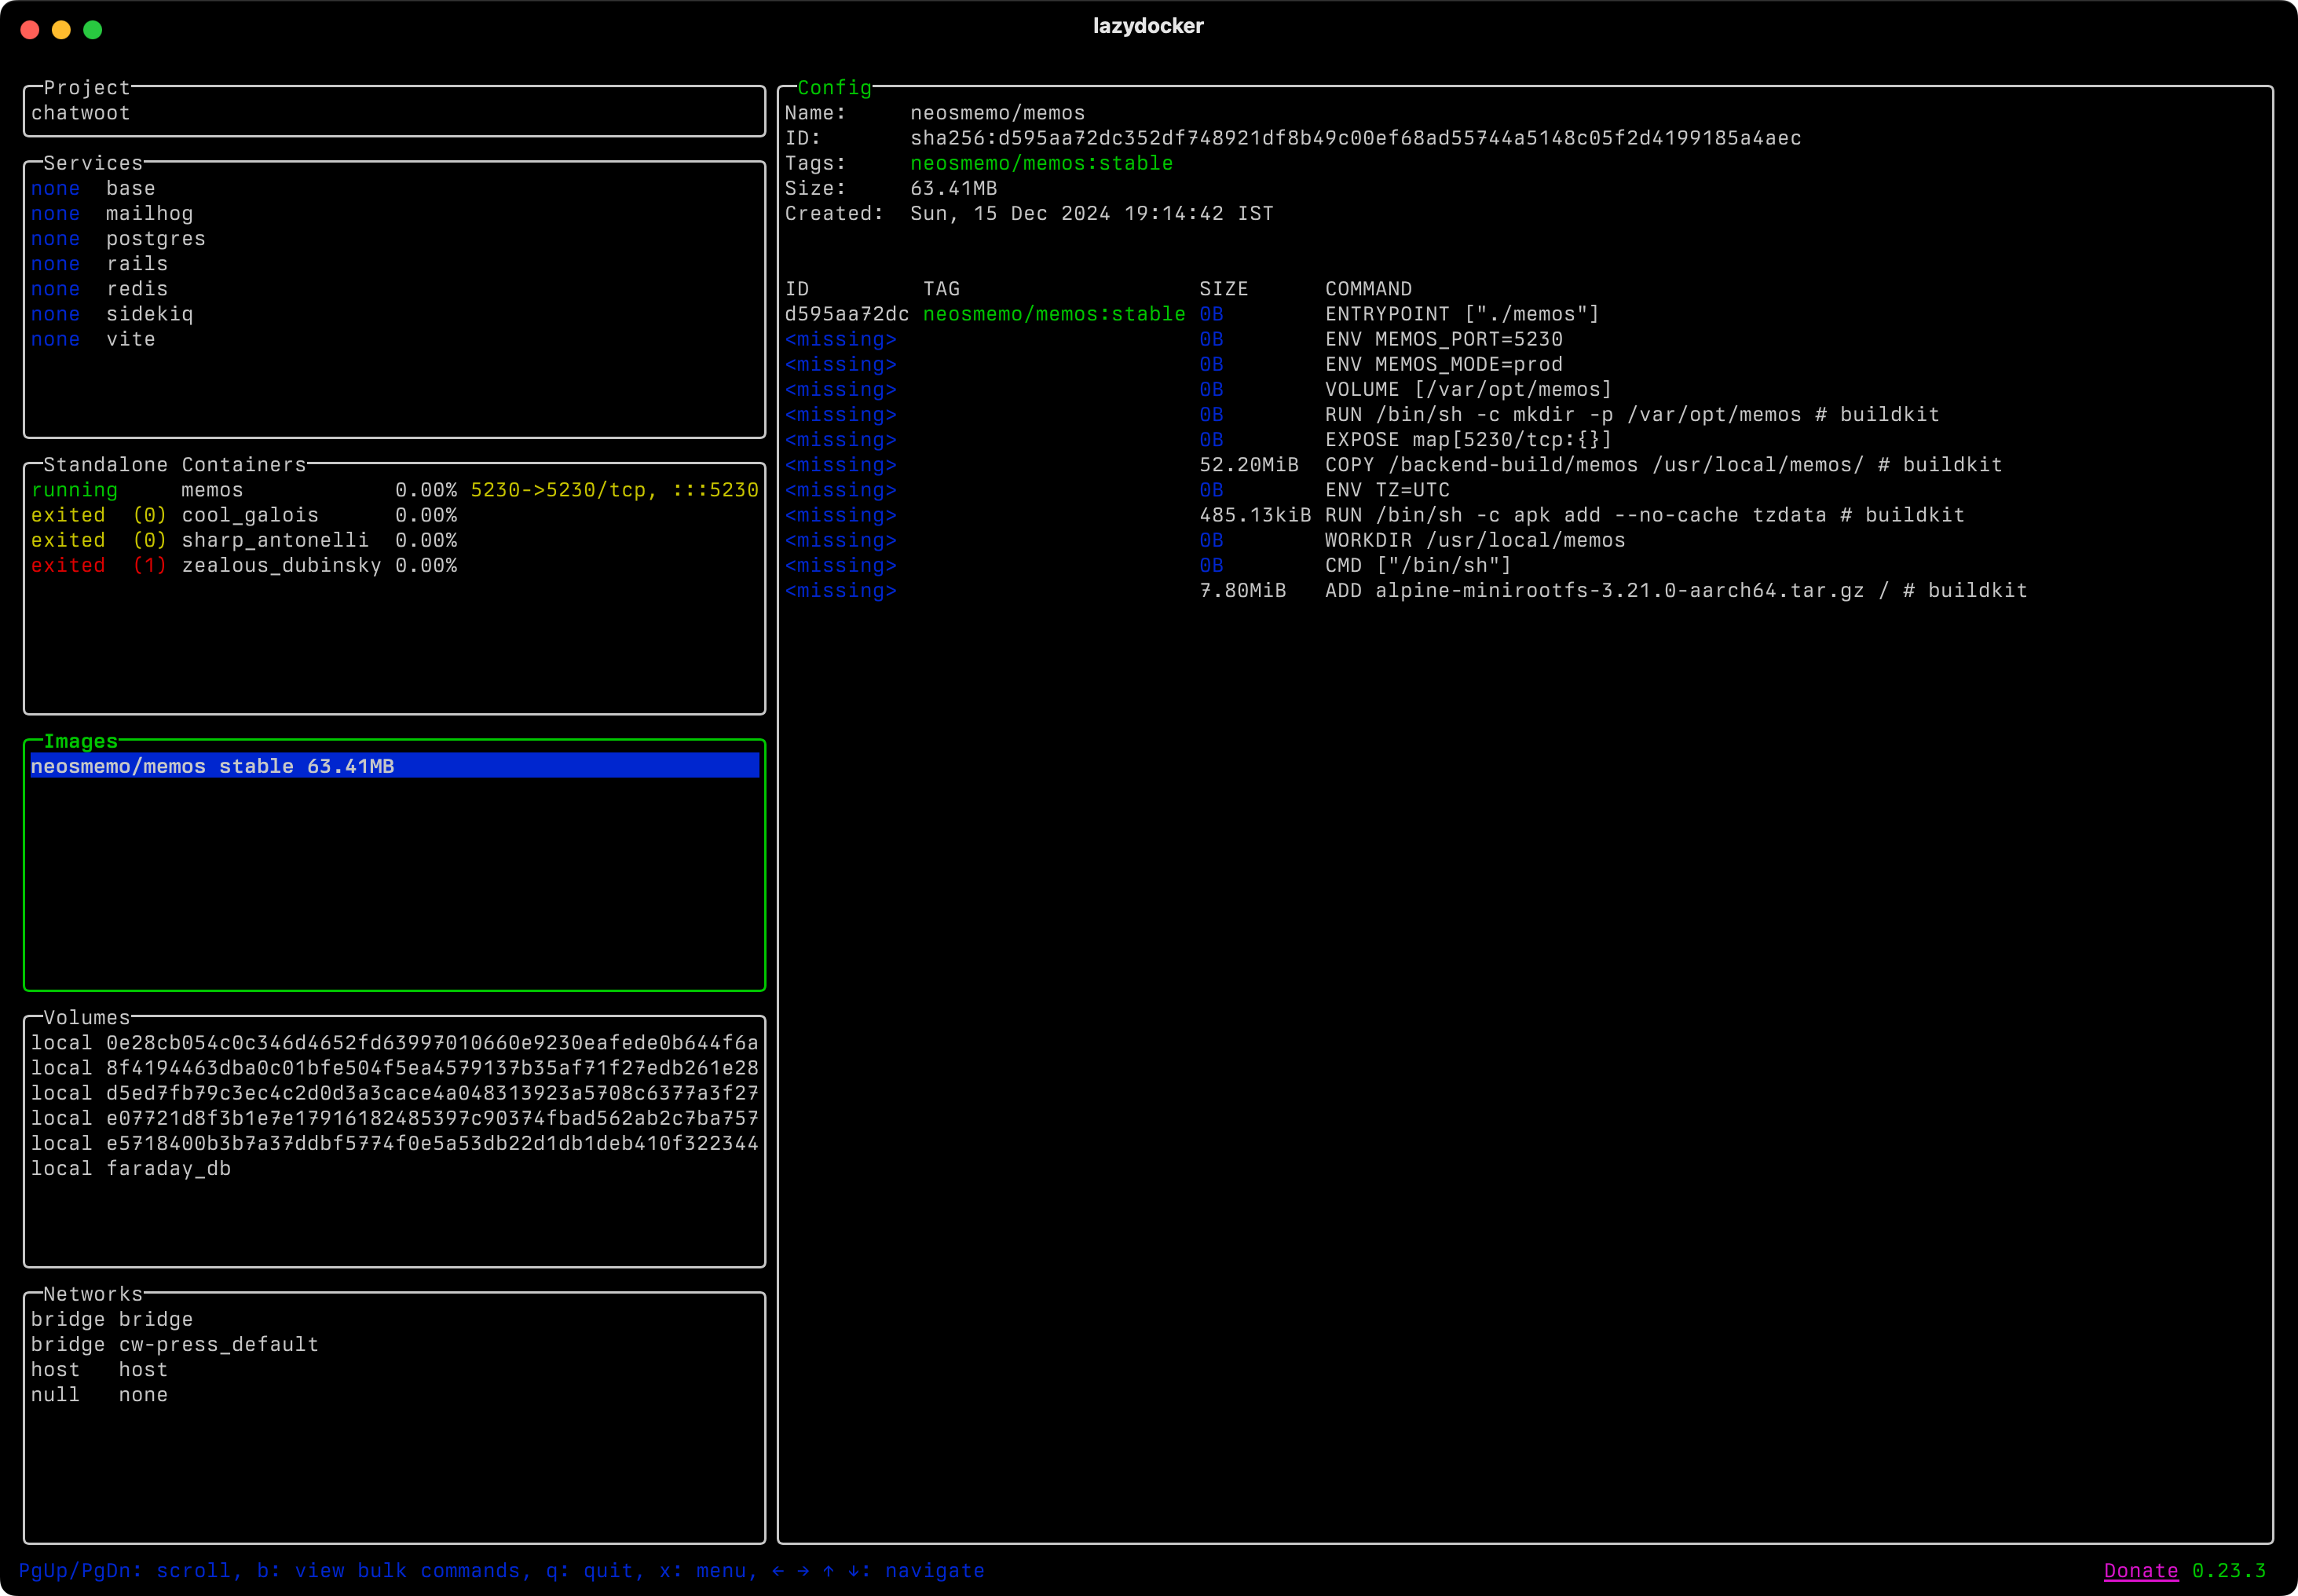 lazydocker
Project
chatwoot
Services
none base
none mailhog
none postgres
none rails
none redis
none sidekiq
none vite
Standalone Containers
running memos 0.00% 5230->5230/tcp, :::5230
exited (0) cool_galois 0.00%
exited (0) sharp_antonelli 0.00%
exited (1) zealous_dubinsky 0.00%
Images
neosmemo/memos stable 63.41MB
Volumes
local 0e28cb054c0c346d4652fd63997010660e9230eafede0b644f6a
local 8f4194463dba0c01bfe504f5ea4579137b35af71f27edb261e28
local d5ed7fb79c3ec4c2d0d3a3cace4a048313923a5708c6377a3f27
local e07721d8f3b1e7e17916182485397c90374fbad562ab2c7ba757
local e5718400b3b7a37ddbf5774f0e5a53db22d1db1deb410f322344
local faraday_db
Networks
bridge bridge
bridge cw-press_default
host host
null none
Config
Name: neosmemo/memos
ID: sha256:d595aa72dc352df748921df8b49c00ef68ad55744a5148c05f2d4199185a4aec
Tags: neosmemo/memos:stable
Size: 63.41MB
Created: Sun, 15 Dec 2024 19:14:42 IST
ID TAG SIZE COMMAND
d595aa72dc neosmemo/memos:stable 0B ENTRYPOINT ["./memos"]
<missing> 0B ENV MEMOS_PORT=5230
<missing> 0B ENV MEMOS_MODE=prod
<missing> 0B VOLUME [/var/opt/memos]
<missing> 0B RUN /bin/sh -c mkdir -p /var/opt/memos # buildkit
<missing> 0B EXPOSE map[5230/tcp:{}]
<missing> 52.20MiB COPY /backend-build/memos /usr/local/memos/ # buildkit
<missing> 0B ENV TZ=UTC
<missing> 485.13kiB RUN /bin/sh -c apk add --no-cache tzdata # buildkit
<missing> 0B WORKDIR /usr/local/memos
<missing> 0B CMD ["/bin/sh"]
<missing> 7.80MiB ADD alpine-minirootfs-3.21.0-aarch64.tar.gz / # buildkit
PgUp/PgDn: scroll, b: view bulk commands, q: quit, x: menu, ← → ↑ ↓: navigate
Donate 0.23.3